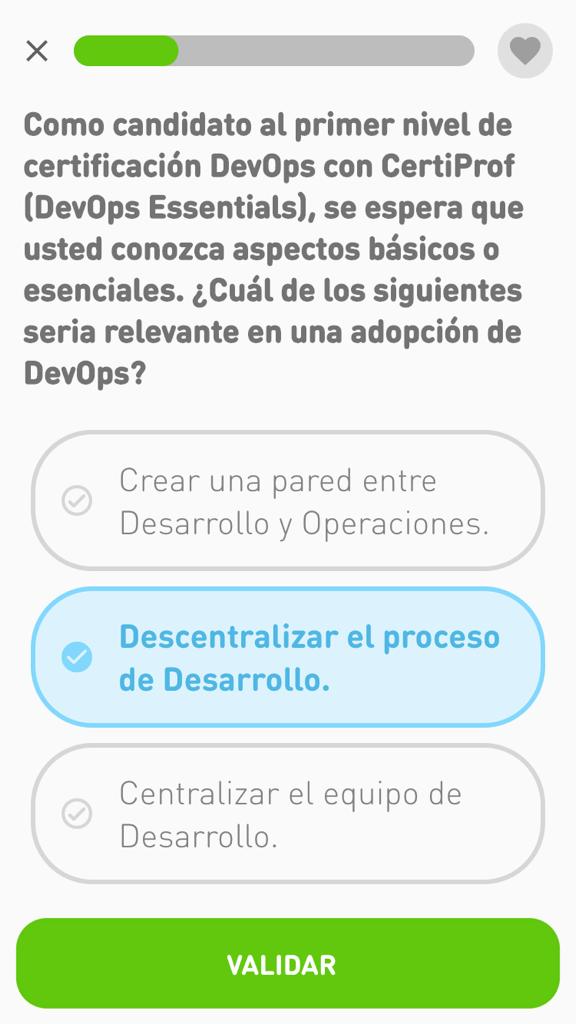 Como candidato al primer nivel de
certificación DevOps con CertiProf
(DevOps Essentials), se espera que
usted conozca aspectos básicos o
esenciales. ¿Cuál de los siguientes
seria relevante en una adopción de
DevOps?
Crear una pared entre
Desarrollo y Operaciones.
Descentralizar el proceso
de Desarrollo.
Centralizar el equipo de
Desarrollo.
VALIDAR